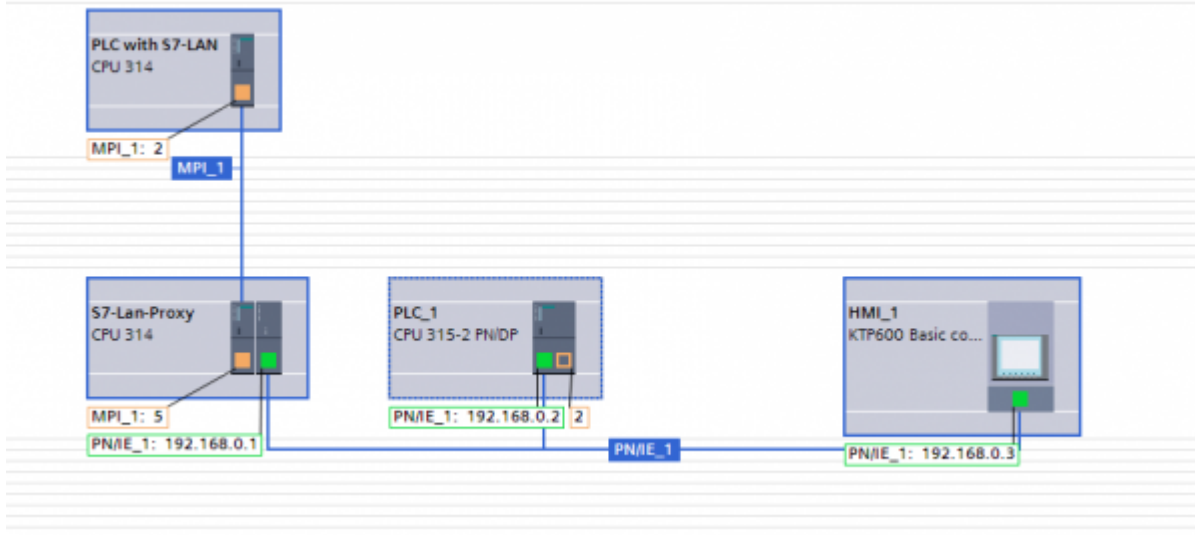 PLC with S7-LAN
CPU 314
MPI_1: 2
MPI_1
S7-Lan-Proxy
CPU 314
MPI_1: 5
PN/IE_1: 192.168.0.1
PLC_1
CPU 315-2 PN/DP
PN/IE_1: 192.168.0.2
2
PN/IE_1
HMI_1
KTP600 Basic co...
PN/IE_1: 192.168.0.3